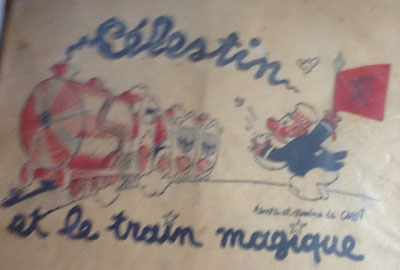 Célestin
et le train magique